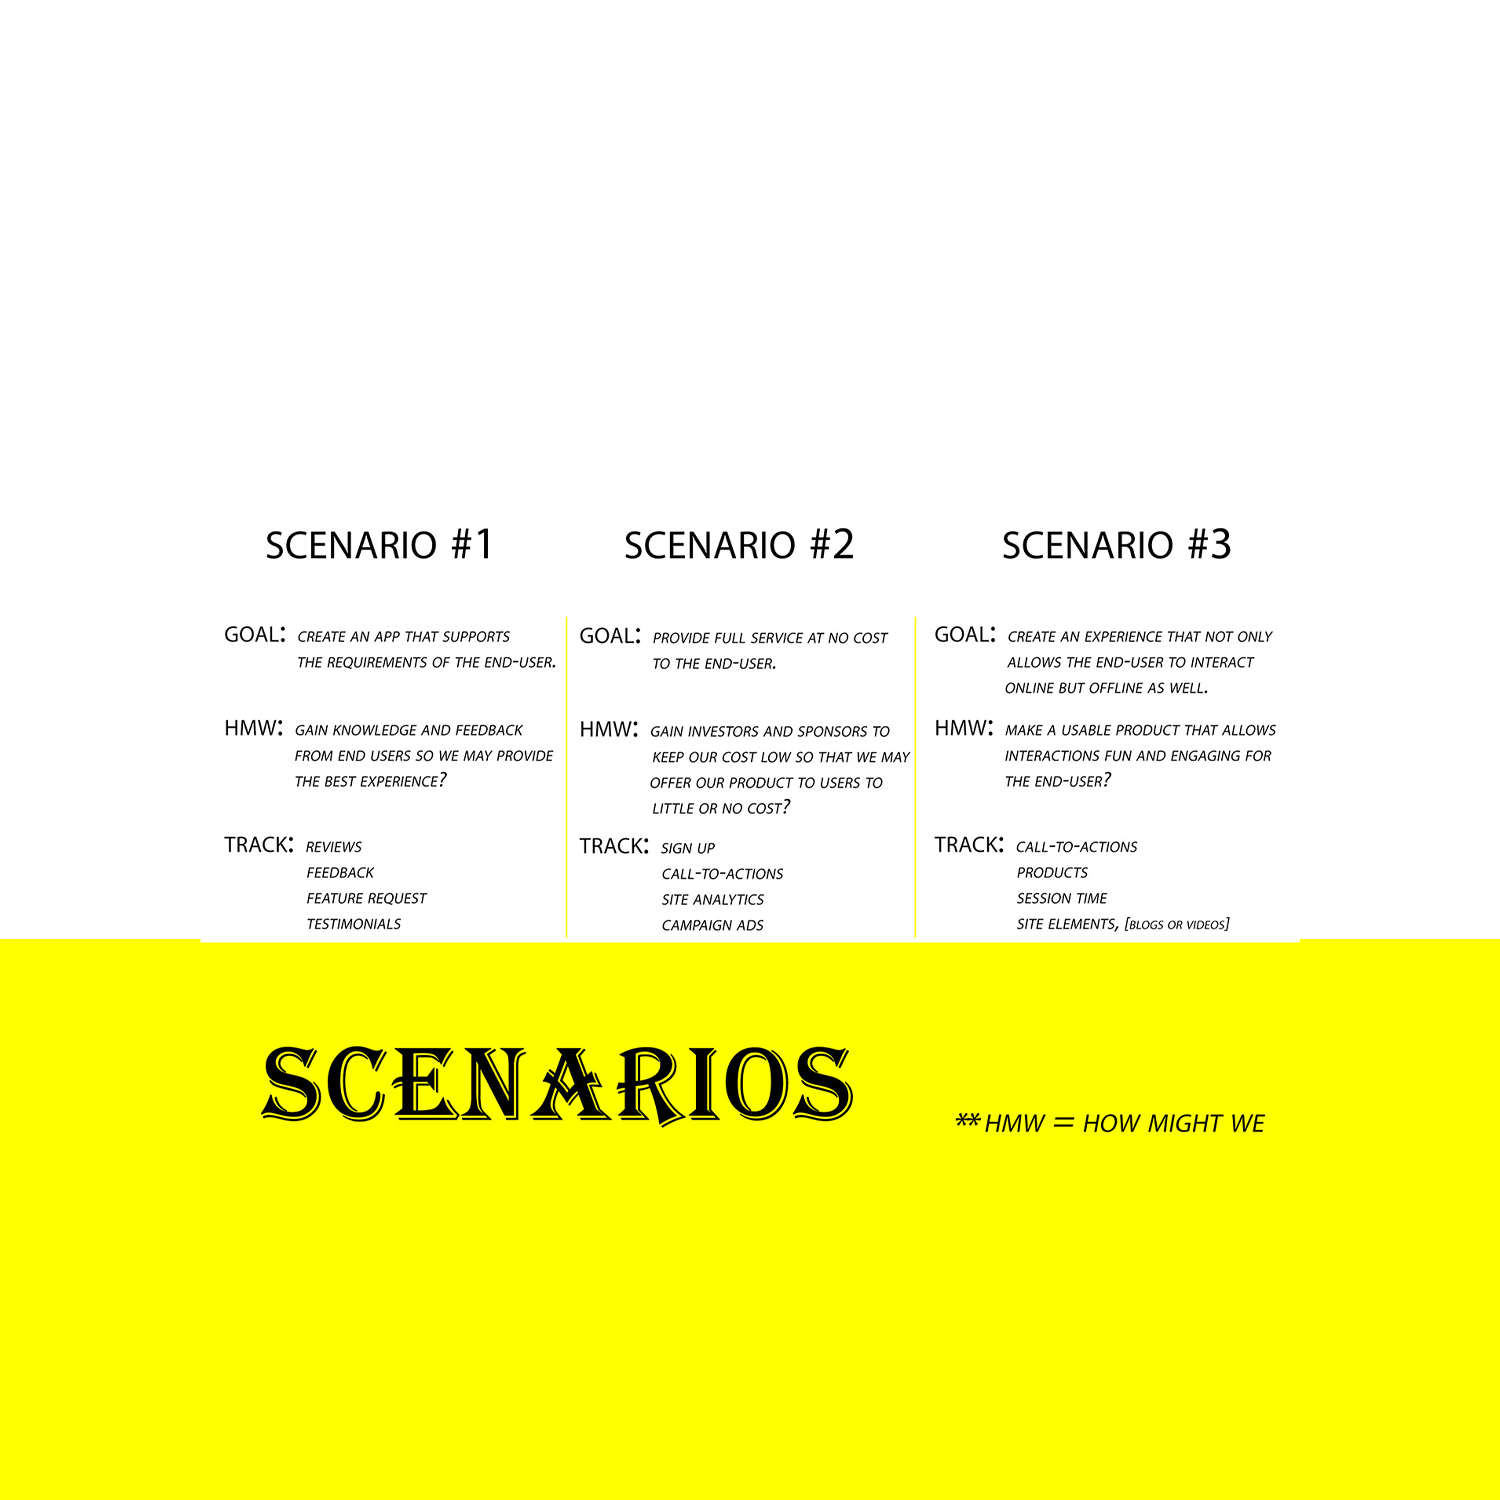 SCENARIO #1
GOAL: CREATE AN APP THAT SUPPORTS
THE REQUIREMENTS OF THE END-USER.
HMW: GAIN KNOWLEDGE AND FEEDBACK
FROM END USERS SO WE MAY PROVIDE
THE BEST EXPERIENCE?
TRACK: REVIEWS
FEEDBACK
FEATURE REQUEST
TESTIMONIALS
SCENARIO #2
GOAL: PROVIDE FULL SERVICE AT NO COST
TO THE END-USER.
HMW: GAIN INVESTORS AND SPONSORS TO
KEEP OUR COST LOW SO THAT WE MAY
OFFER OUR PRODUCT TO USERS TO
LITTLE OR NO COST?
TRACK: SIGN UP
CALL-TO-ACTIONS
SITE ANALYTICS
CAMPAIGN ADS
SCENARIO #3
GOAL: CREATE AN EXPERIENCE THAT NOT ONLY
ALLOWS THE END-USER TO INTERACT
ONLINE BUT OFFLINE AS WELL.
HMW: MAKE A USABLE PRODUCT THAT ALLOWS
INTERACTIONS FUN AND ENGAGING FOR
THE END-USER?
TRACK: CALL-TO-ACTIONS
PRODUCTS
SESSION TIME
SITE ELEMENTS, [BLOGS OR VIDEOS]
SCENARIOS
**HMW = HOW MIGHT WE